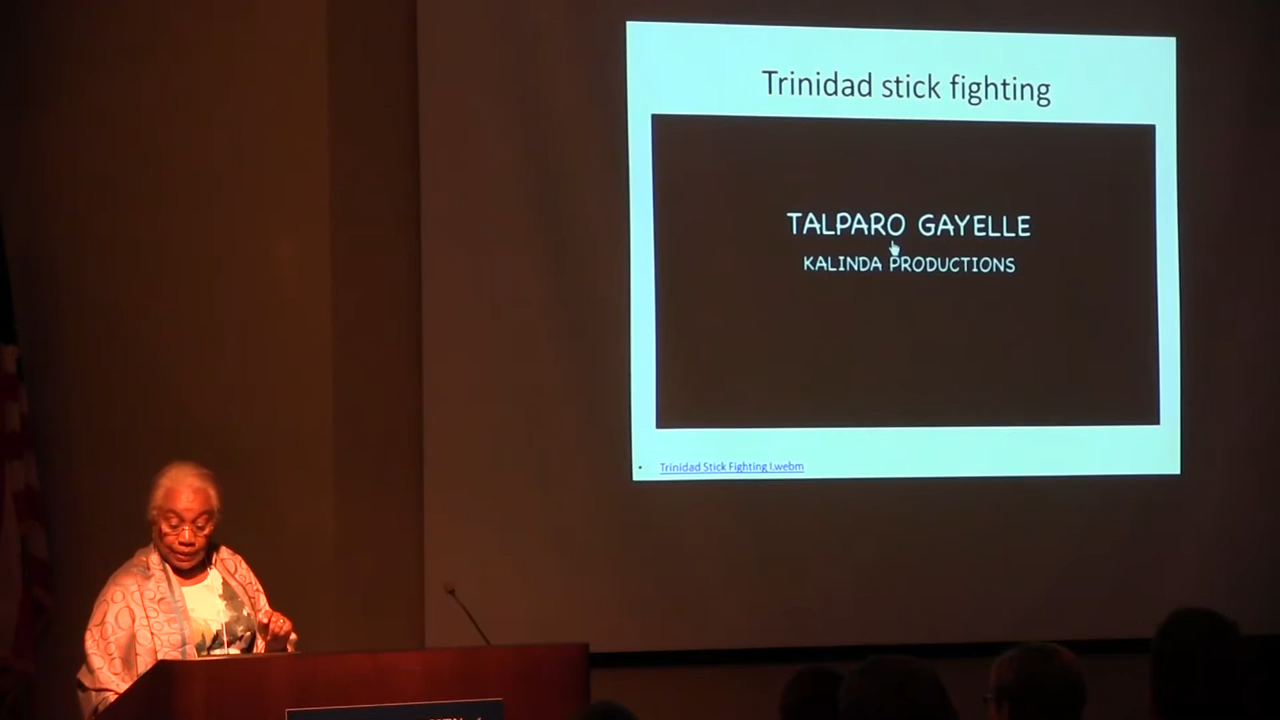 Trinidad stick fighting
TALPARO GAYELLE
KALINDA PRODUCTIONS
• Trinidad Stick Fighting I.webm